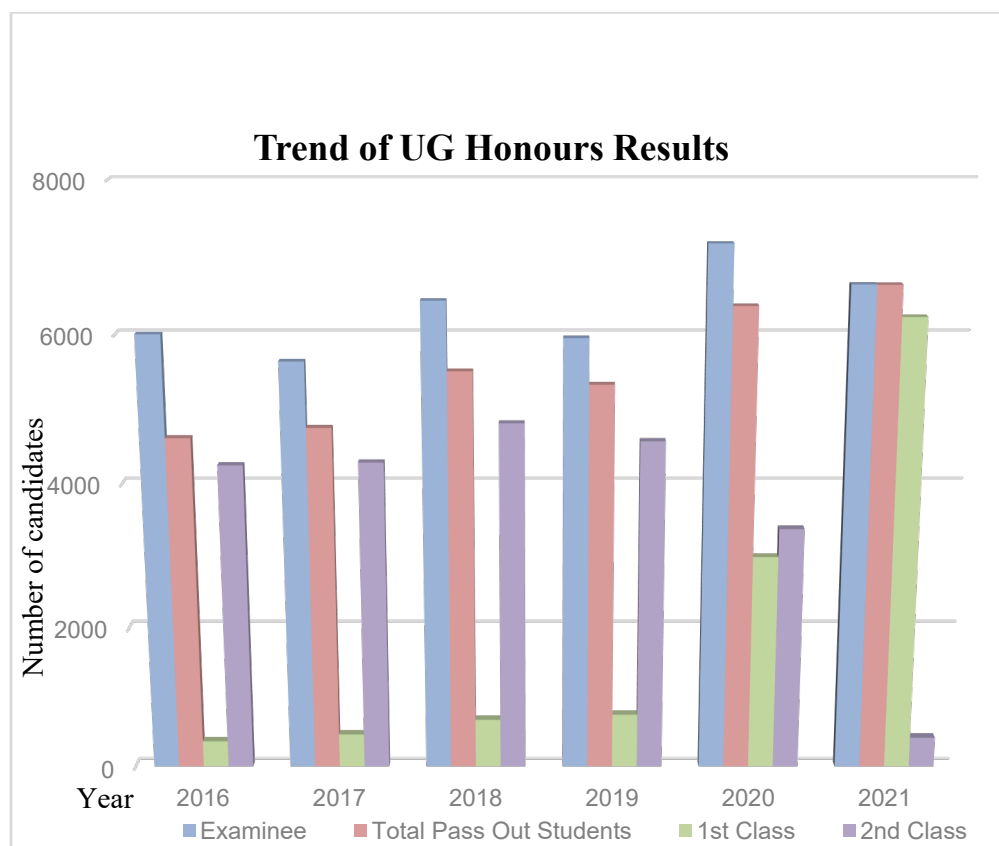 Trend of UG Honours Results
8000
6000
4000
2000
0
Number of candidates
Year
2016 2017 2018 2019 2020 2021
Examinee Total Pass Out Students 1st Class 2nd Class